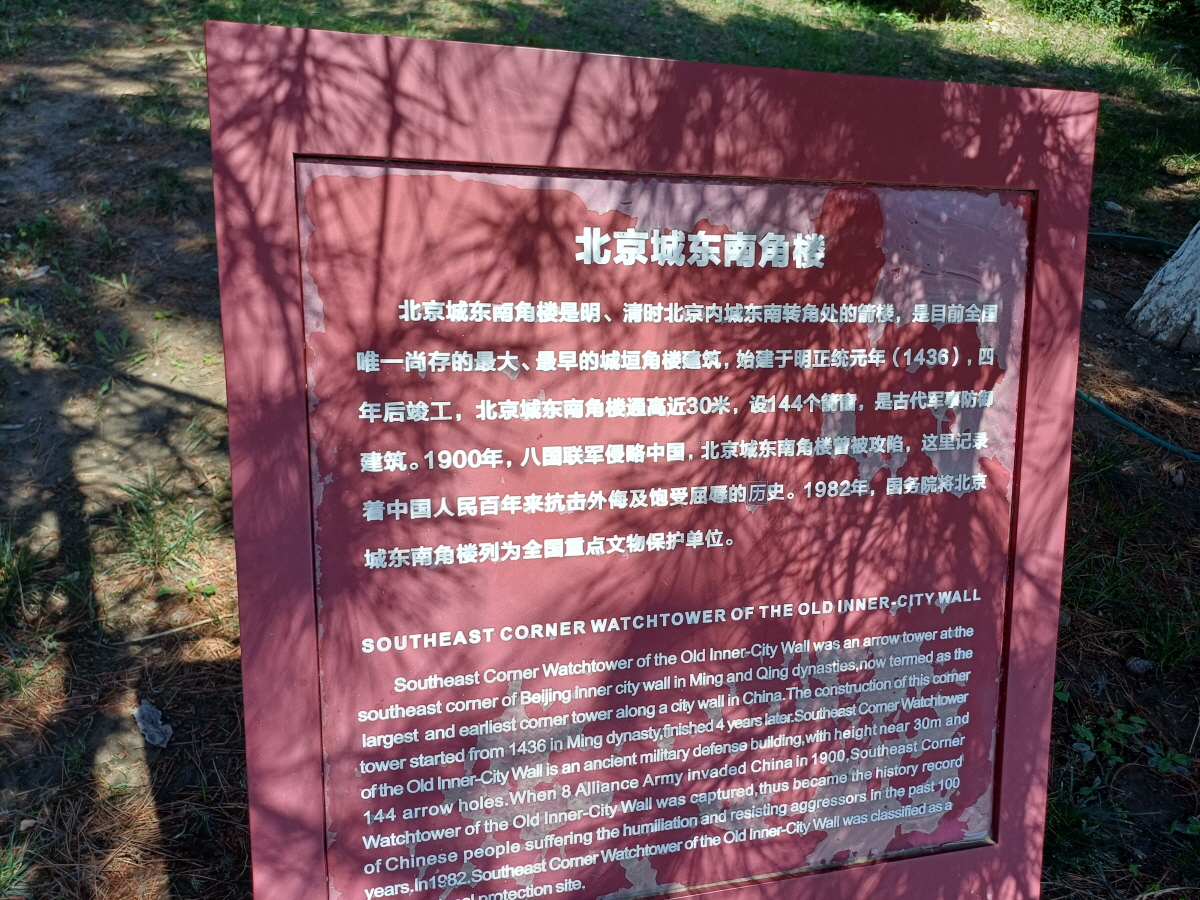 北京城东南角楼
北京城东南角楼是明、清时北京内城东南转角处的箭楼，是目前全国
唯一尚存的最大、最早的城垣角楼建筑，始建于明正统元年（1436），四
年后竣工，北京城东南角楼通高近30米，设144个箭窗，是古代军事防御
建筑。1900年，八国联军侵略中国，北京城东南角楼曾被攻陷，这里记录
着中国人民百年来抗击外侮及饱受屈辱的历史。1982年，国务院将北京
城东南角楼列为全国重点文物保护单位。
SOUTHEAST CORNER WATCHTOWER OF THE OLD INNER-CITY WALL
Southeast Corner Watchtower of the Old Inner-City Wall was an arrow tower at the
southeast corner of Beijing inner city wall in Ming and Qing dynasties,now termed as the
largest and earliest corner tower along a city wall in China.The construction of this corner
tower started from 1436 in Ming dynasty,finished 4 years later.Southeast Corner Watchtower
of the Old Inner-City Wall is an ancient military defense building,with height near 30m and
144 arrow holes.When 8 Alliance Army invaded China in 1900,Southeast Corner
Watchtower of the Old Inner-City Wall was captured,thus became the history record
of Chinese people suffering the humiliation and resisting aggressors in the past 100
years.In1982.Southeast Corner Watchtower of the Old Inner-City Wall was classified as a
protection site.